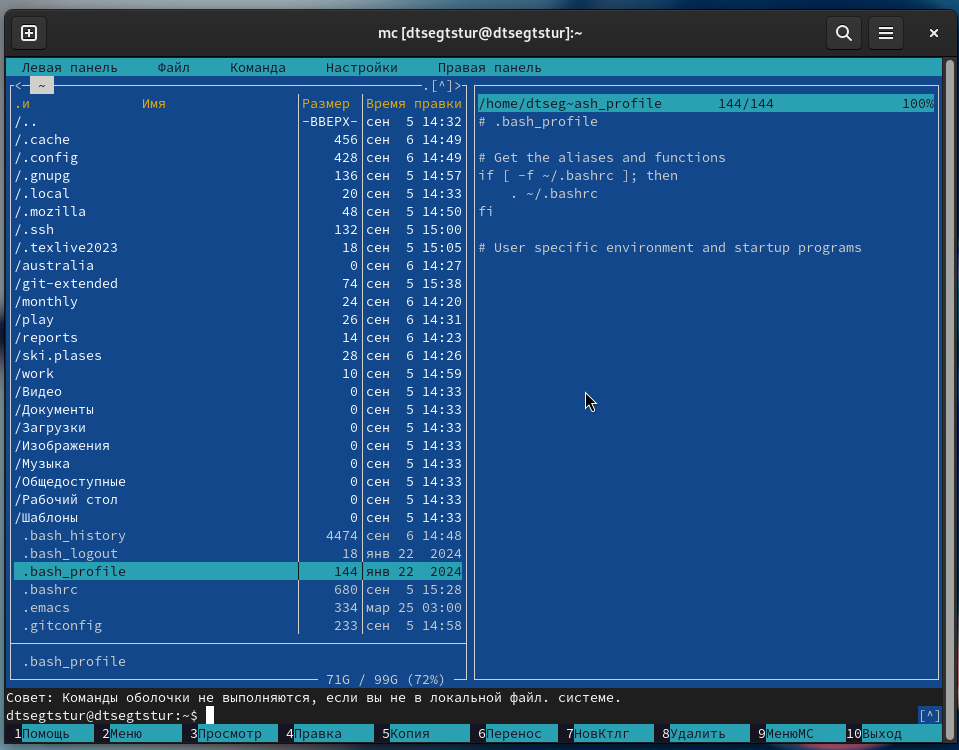 mc [dtsegtstur@dtsegtstur]:~
Левая панель Файл Команда Настройки Правая панель
<─ ~ .[^]>
.и Имя Размер Время правки
/.. -ВВЕРХ- сен 5 14:32
/.cache 456 сен 6 14:49
/.config 428 сен 6 14:49
/.gnupg 136 сен 5 14:57
/.local 20 сен 5 14:33
/.mozilla 48 сен 5 14:50
/.ssh 132 сен 5 15:00
/.texlive2023 18 сен 5 15:05
/australia 0 сен 6 14:27
/git-extended 74 сен 5 15:38
/monthly 24 сен 6 14:20
/play 26 сен 6 14:31
/reports 14 сен 6 14:23
/ski.plases 28 сен 6 14:26
/work 10 сен 5 14:59
/Видео 0 сен 5 14:33
/Документы 0 сен 5 14:33
/Загрузки 0 сен 5 14:33
/Изображения 0 сен 5 14:33
/Музыка 0 сен 5 14:33
/Общедоступные 0 сен 5 14:33
/Рабочий стол 0 сен 5 14:33
/Шаблоны 0 сен 5 14:33
.bash_history 4474 сен 6 14:48
.bash_logout 18 янв 22 2024
.bash_profile 144 янв 22 2024
.bashrc 680 сен 5 15:28
.emacs 334 мар 25 03:00
.gitconfig 233 сен 5 14:58
.bash_profile
71G / 99G (72%)
/home/dtseg~ash_profile 144/144 100%
# .bash_profile
# Get the aliases and functions
if [ -f ~/.bashrc ]; then
. ~/.bashrc
fi
# User specific environment and startup programs
Совет: Команды оболочки не выполняются, если вы не в локальной файл. системе.
dtsegtstur@dtsegtstur:~$ [^]
1Помощь 2Меню 3Просмотр 4Правка 5Копия 6Перенос 7НовКтлг 8Удалить 9МенюMC 10Выход